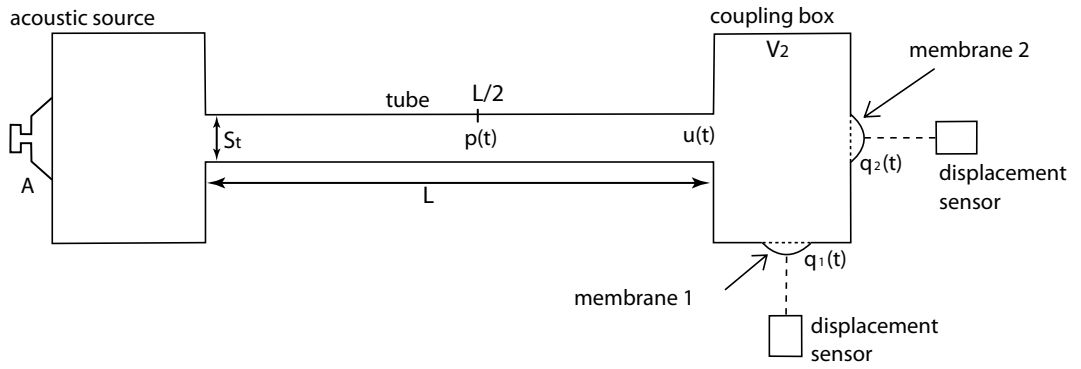 acoustic source
coupling box
V2
membrane 2
tube
L/2
St
p(t)
u(t)
q2(t)
A
displacement
sensor
L
q1(t)
membrane 1
displacement
sensor